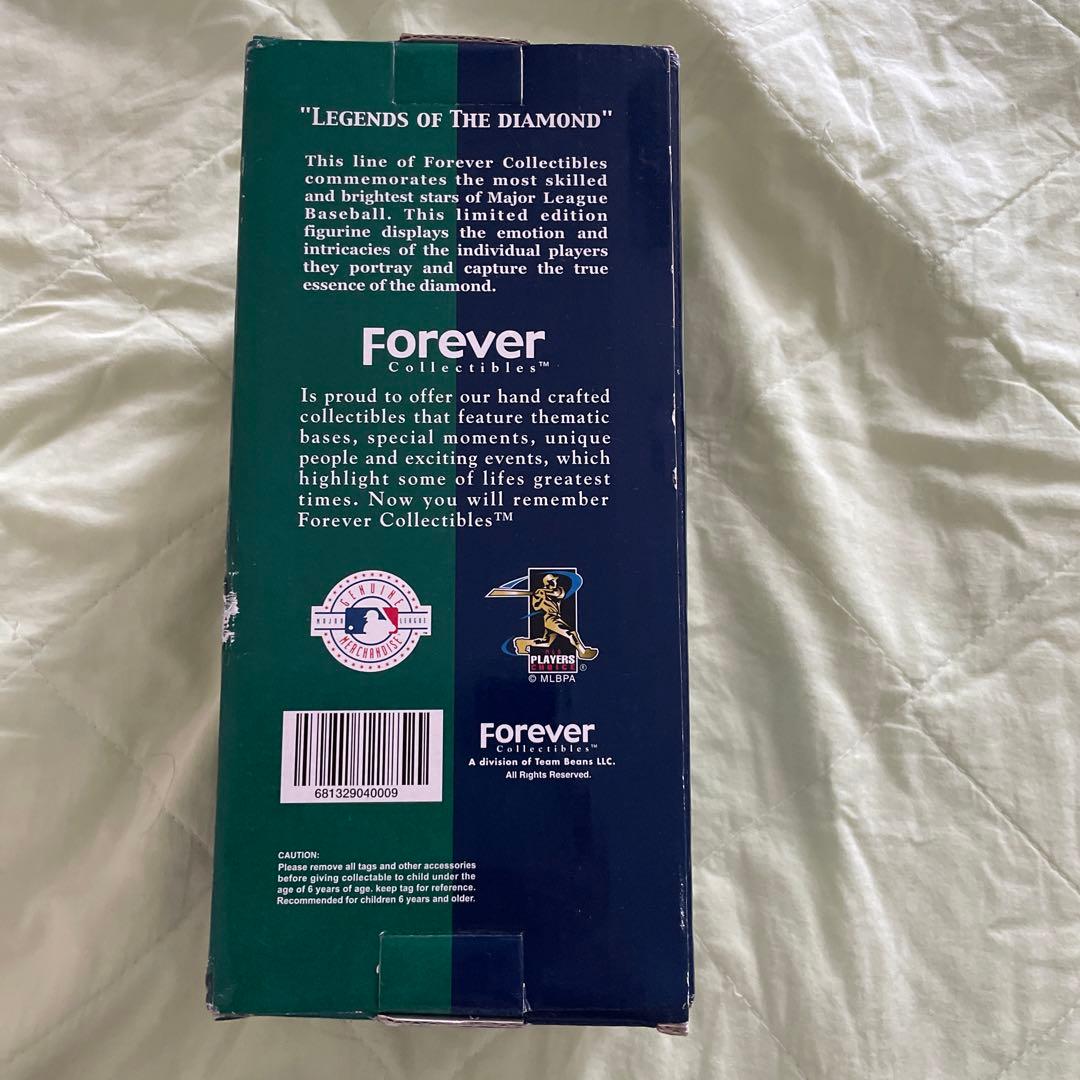 "LEGENDS OF THE DIAMOND"
This line of Forever Collectibles
commemorates the most skilled
and brightest stars of Major League
Baseball. This limited edition
figurine displays the emotion and
intricacies of the individual players
they portray and capture the true
essence of the diamond.
Forever
Collectibles™
Is proud to offer our hand crafted
collectibles that feature thematic
bases, special moments, unique
people and exciting events, which
highlight some of lifes greatest
times. Now you will remember
Forever Collectibles™
GENUINE
MAJOR LEAGUE
MERCHANDISE
PLAYERS
CHOICE ®
© MLBPA
681329040009
Forever
Collectibles™
A division of Team Beans LLC.
All Rights Reserved.
CAUTION:
Please remove all tags and other accessories
before giving collectable to child under the
age of 6 years of age. keep tag for reference.
Recommended for children 6 years and older.